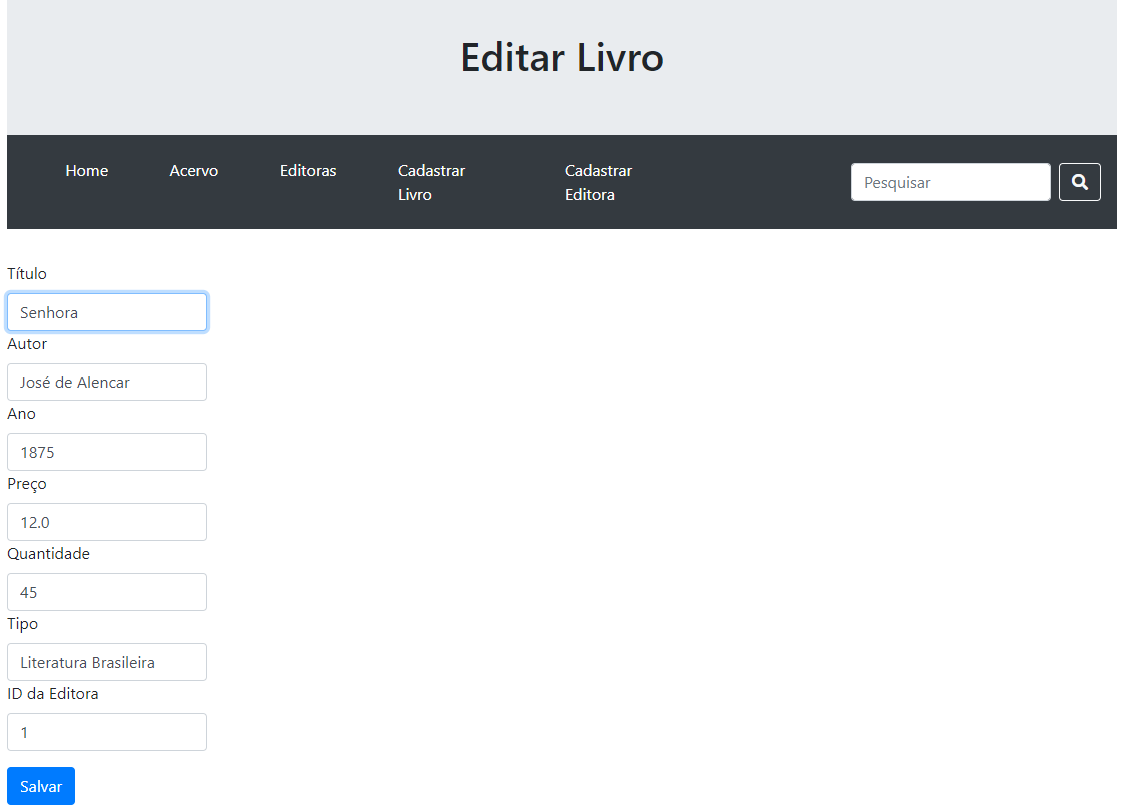 Editar Livro
Home Acervo Editoras Cadastrar Livro Cadastrar Editora Pesquisar
Título
Senhora
Autor
José de Alencar
Ano
1875
Preço
12.0
Quantidade
45
Tipo
Literatura Brasileira
ID da Editora
1
Salvar